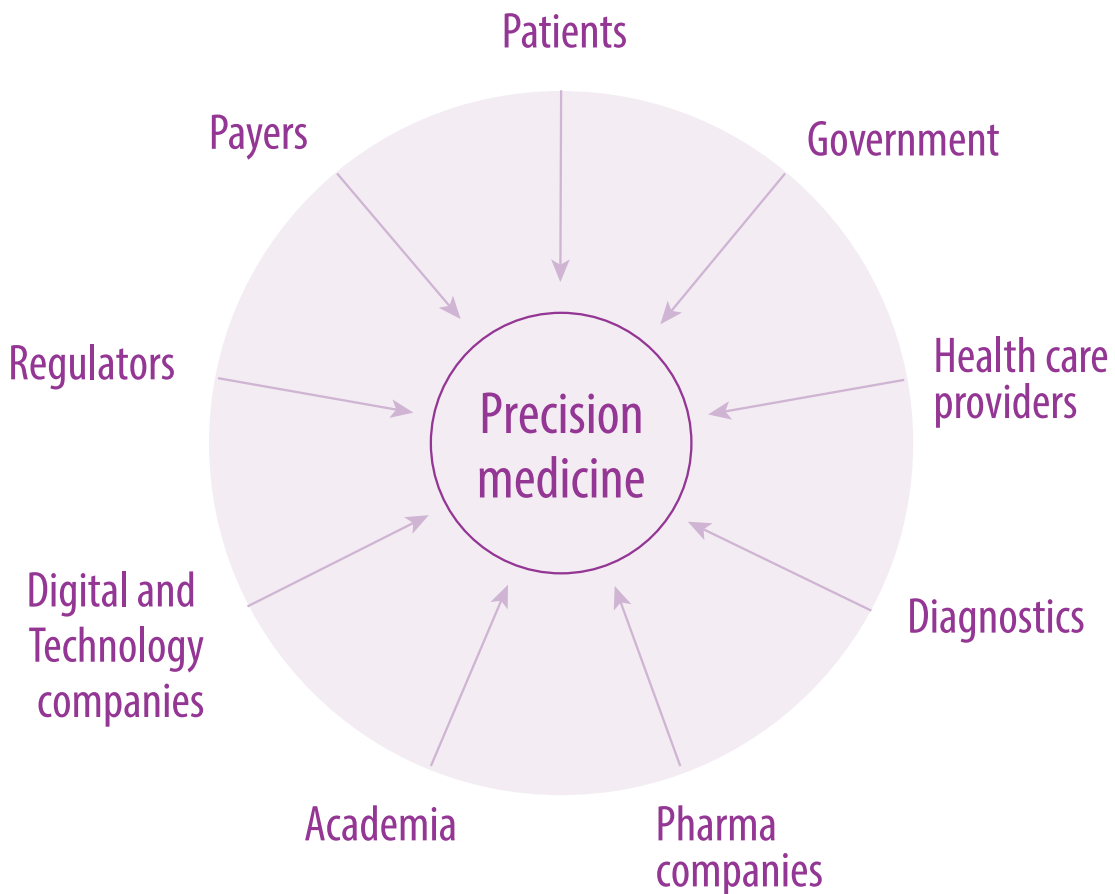 Patients
Payers
Government
Regulators
Health care
providers
Precision
medicine
Digital and
Technology
companies
Diagnostics
Academia
Pharma
companies